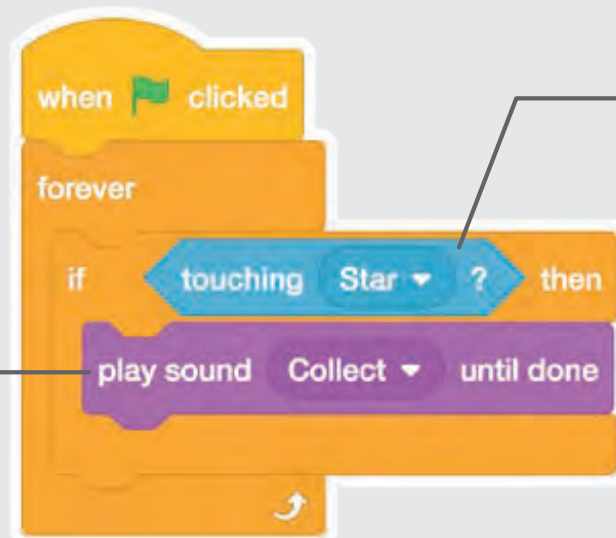 when clicked
forever
if touching Star ? then
play sound Collect until done